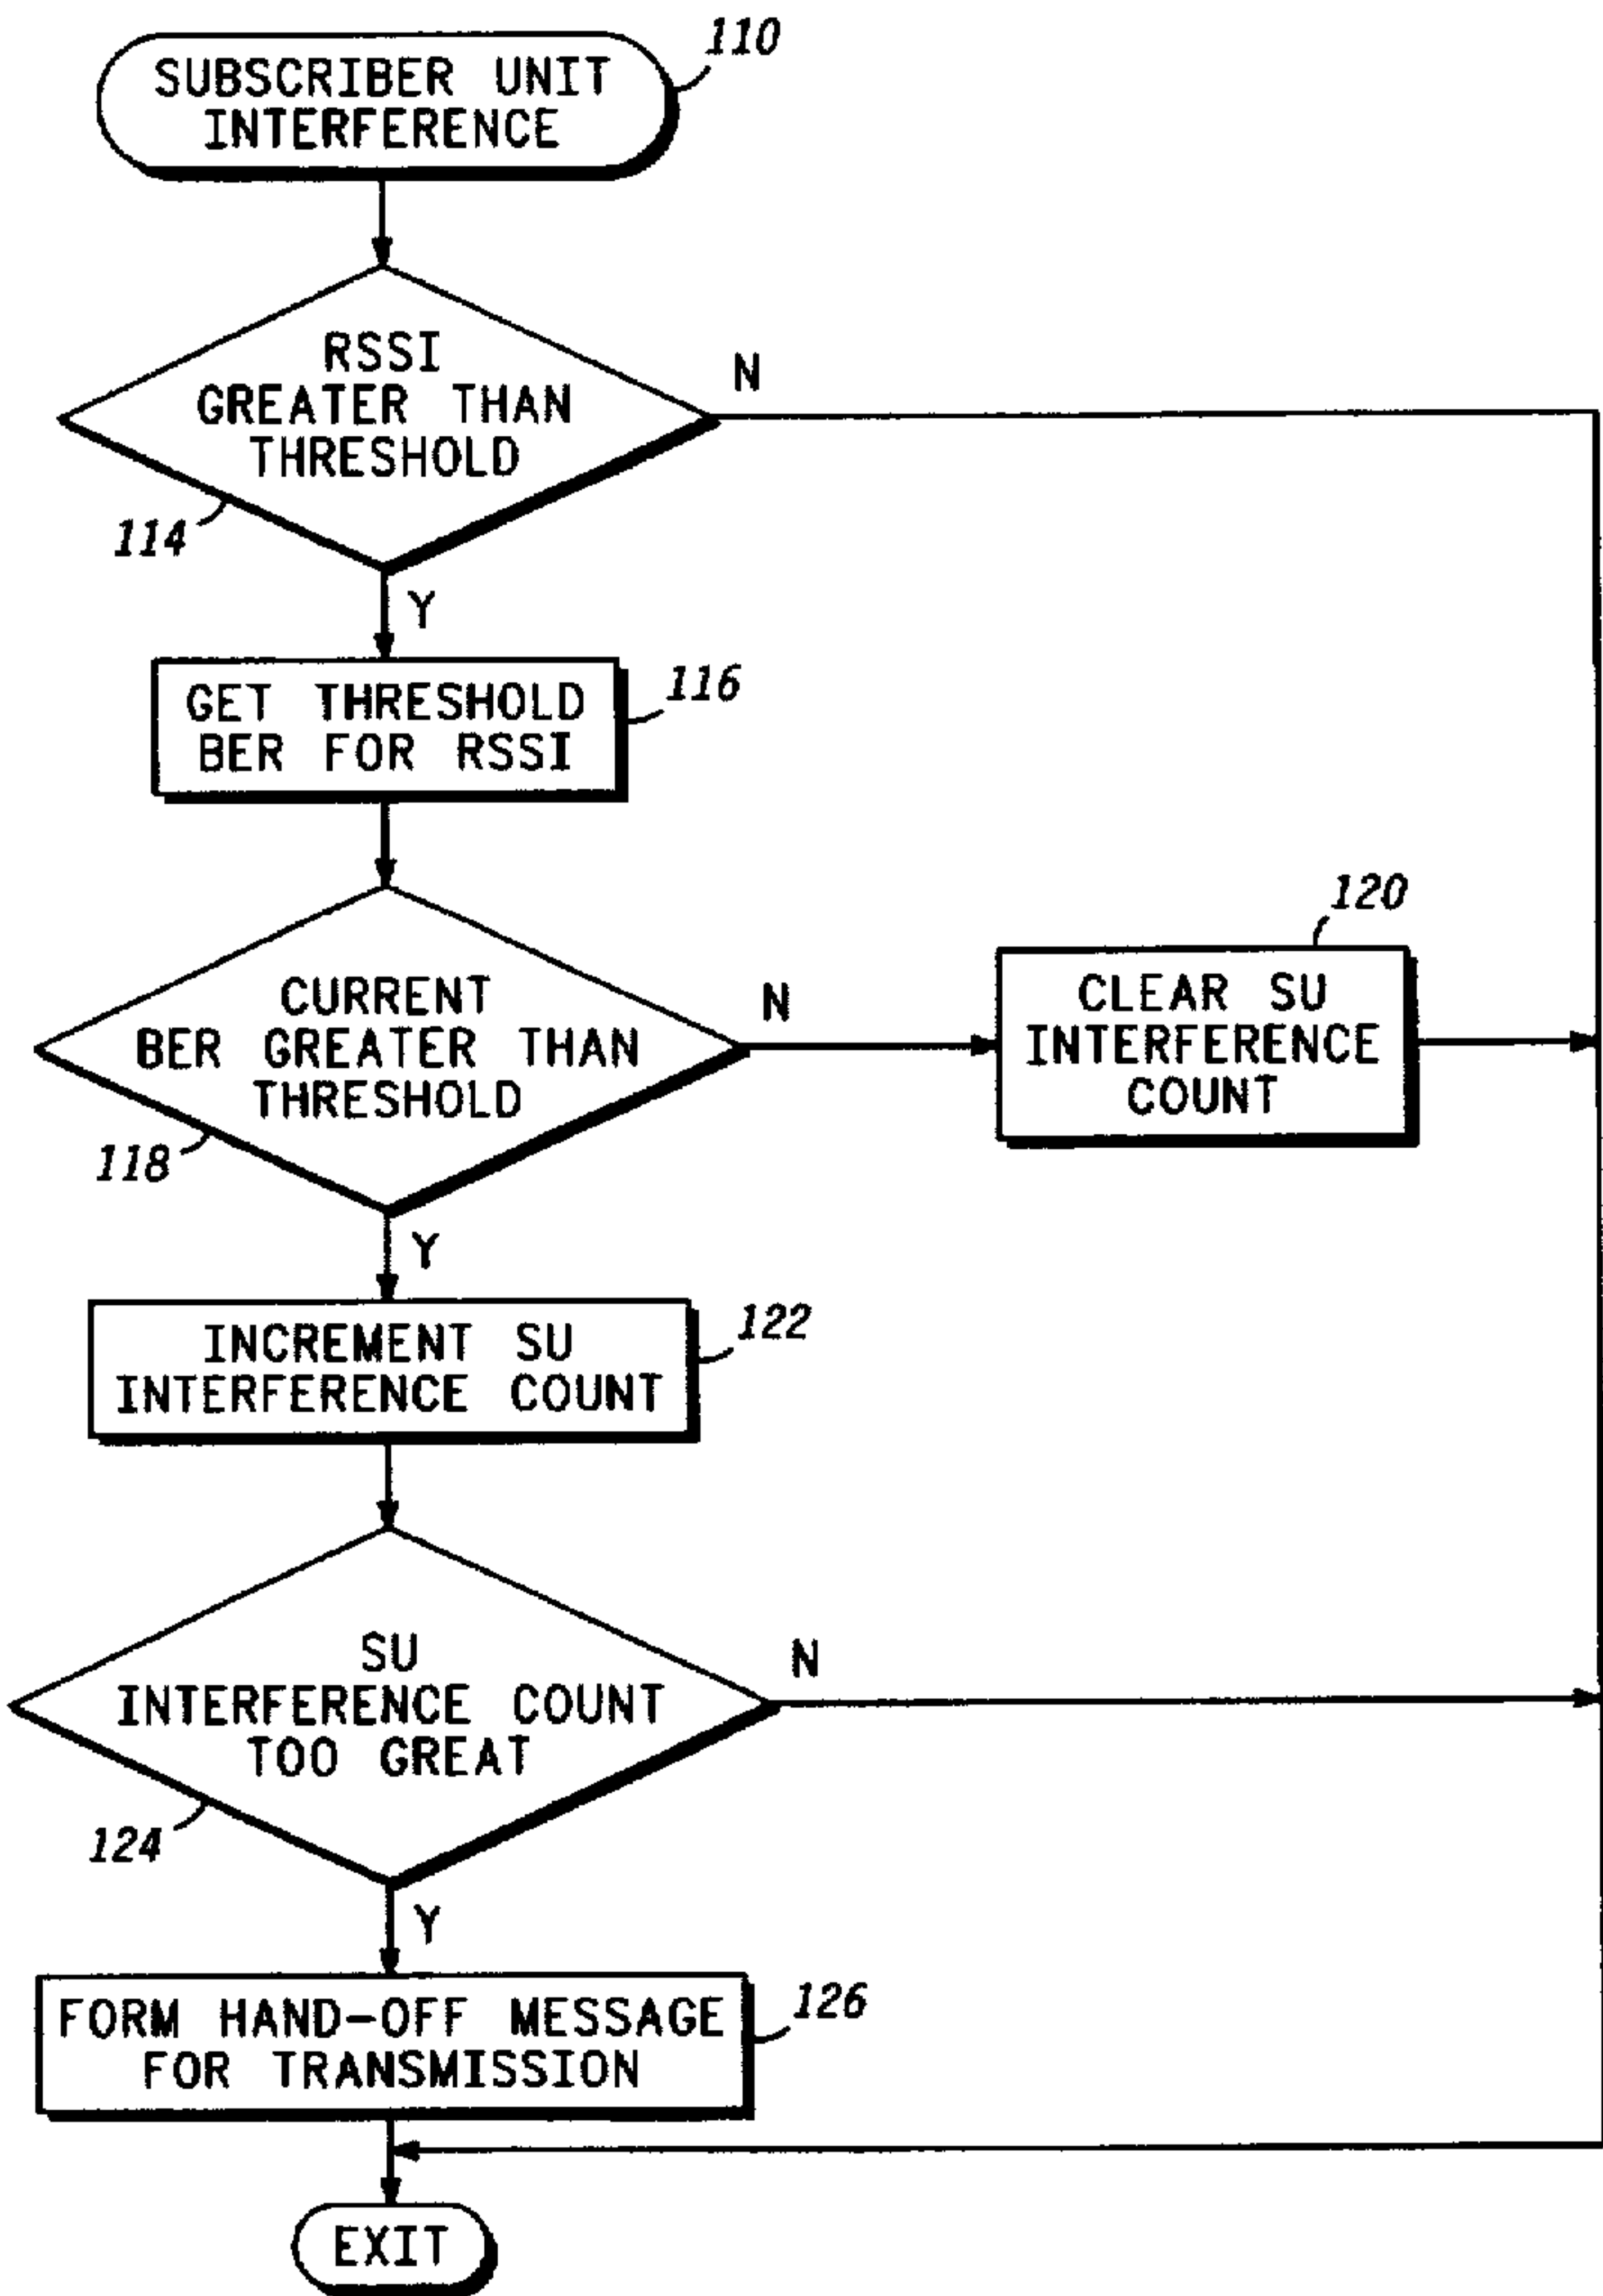 110
SUBSCRIBER UNIT
INTERFERENCE
RSSI
GREATER THAN
THRESHOLD
N
114
Y
GET THRESHOLD
BER FOR RSSI
116
CURRENT
BER GREATER THAN
THRESHOLD
N
118
120
CLEAR SU
INTERFERENCE
COUNT
Y
INCREMENT SU
INTERFERENCE COUNT
122
SU
INTERFERENCE COUNT
TOO GREAT
N
124
Y
FORM HAND-OFF MESSAGE
FOR TRANSMISSION
126
EXIT